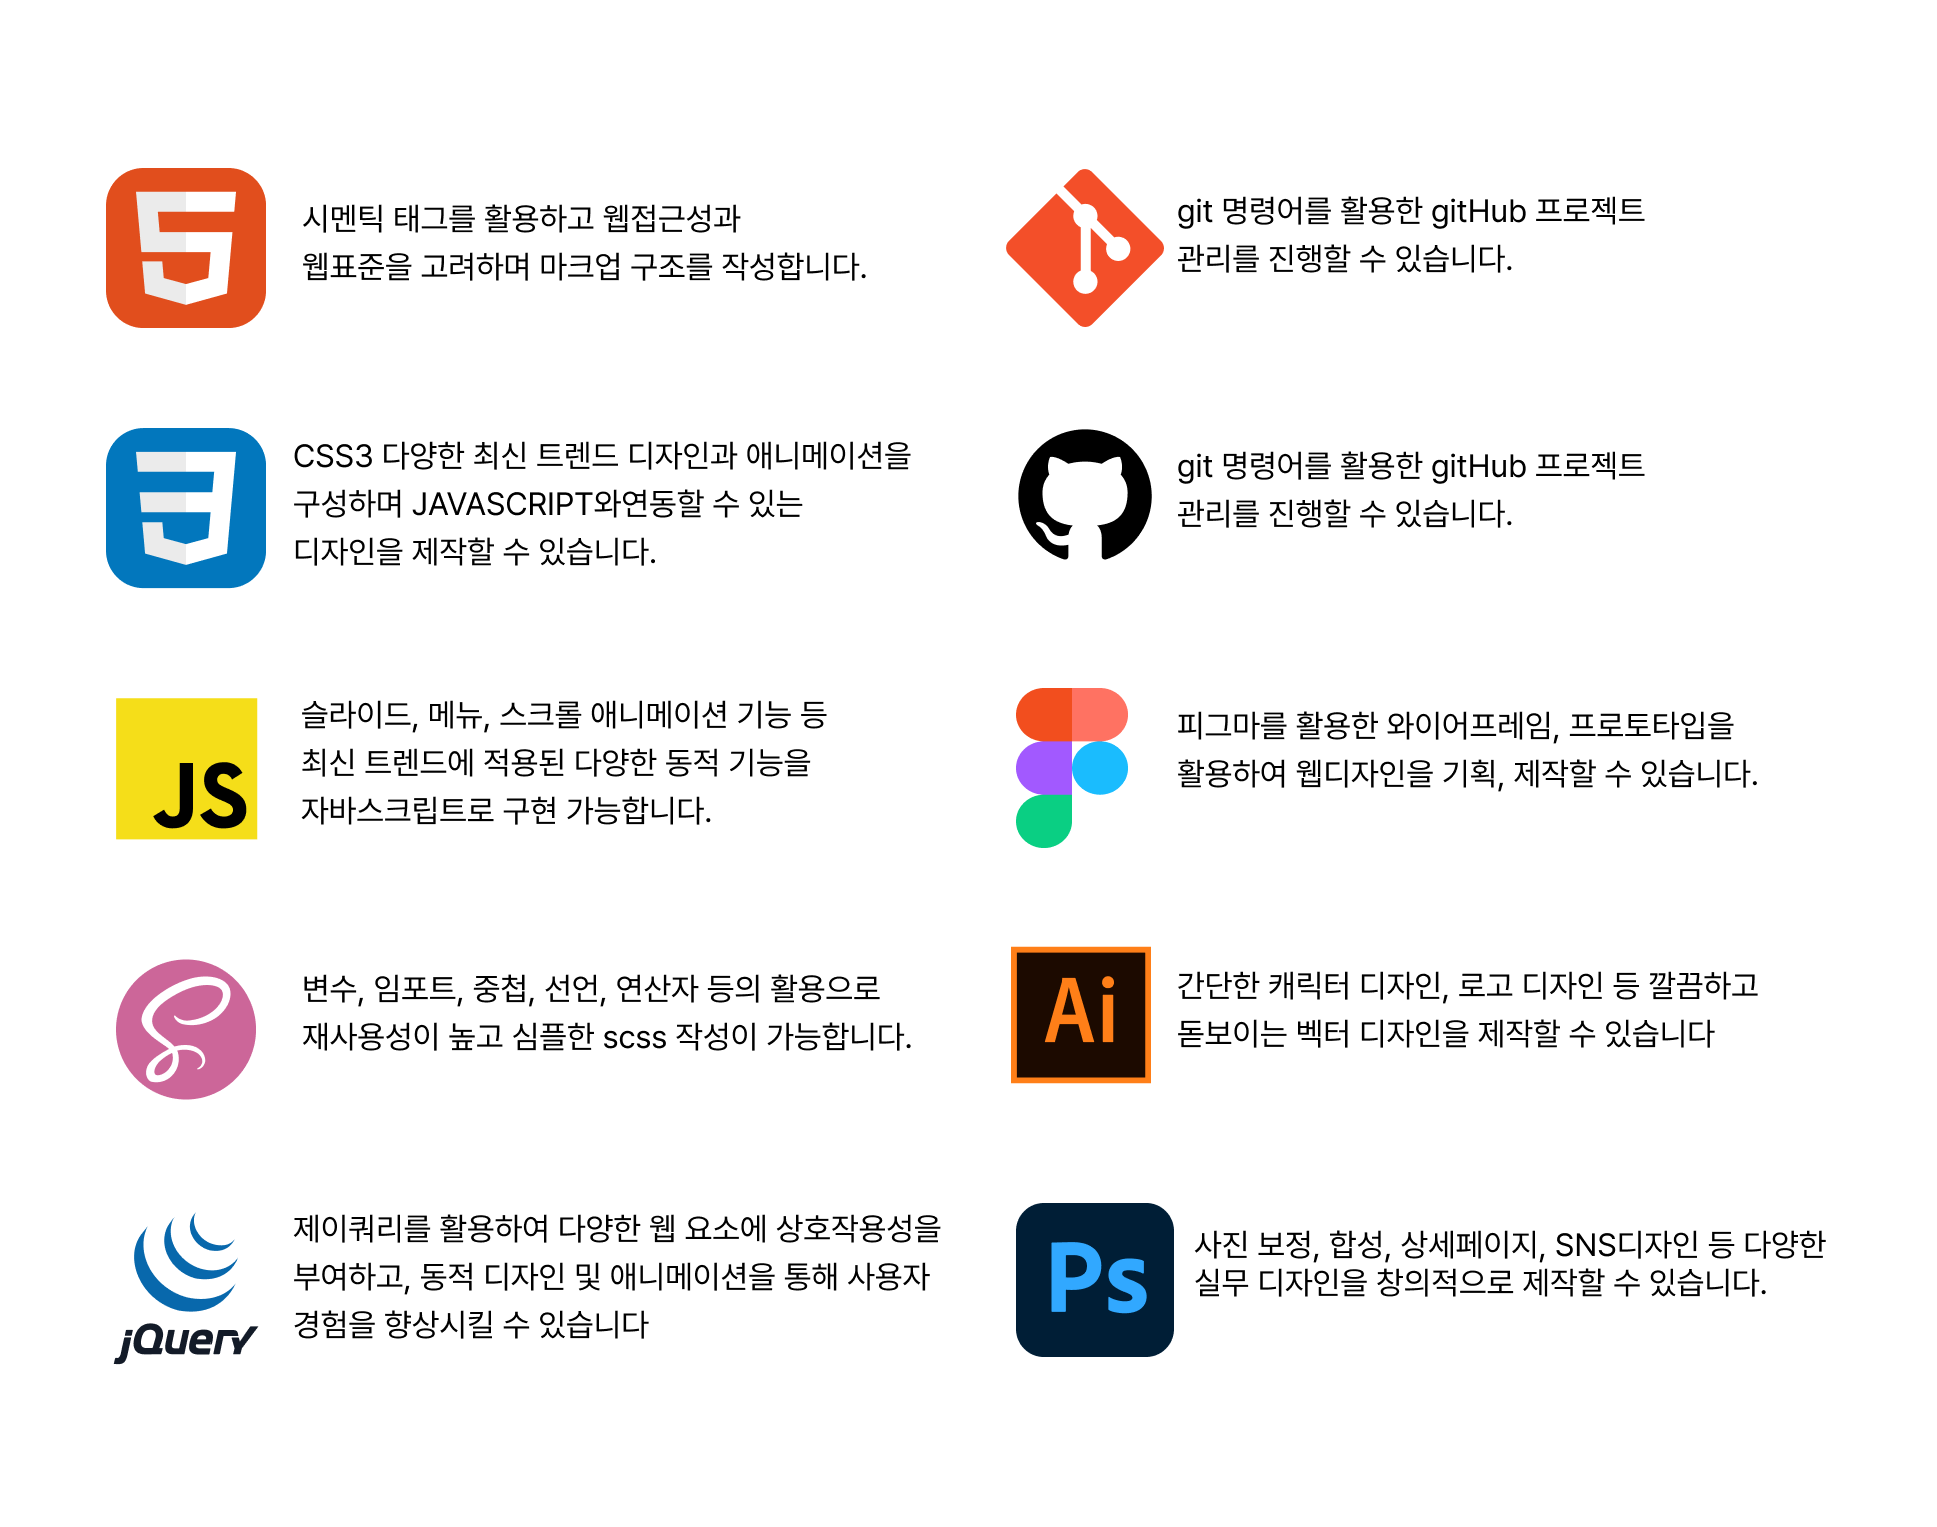 시멘틱 태그를 활용하고 웹접근성과
웹표준을 고려하며 마크업 구조를 작성합니다.
CSS3 다양한 최신 트렌드 디자인과 애니메이션을
구성하며 JAVASCRIPT와연동할 수 있는
디자인을 제작할 수 있습니다.
JS
슬라이드, 메뉴, 스크롤 애니메이션 기능 등
최신 트렌드에 적용된 다양한 동적 기능을
자바스크립트로 구현 가능합니다.
변수, 임포트, 중첩, 선언, 연산자 등의 활용으로
재사용성이 높고 심플한 scss 작성이 가능합니다.
jQuery
제이쿼리를 활용하여 다양한 웹 요소에 상호작용성을
부여하고, 동적 디자인 및 애니메이션을 통해 사용자
경험을 향상시킬 수 있습니다
git 명령어를 활용한 gitHub 프로젝트
관리를 진행할 수 있습니다.
git 명령어를 활용한 gitHub 프로젝트
관리를 진행할 수 있습니다.
피그마를 활용한 와이어프레임, 프로토타입을
활용하여 웹디자인을 기획, 제작할 수 있습니다.
Ai
간단한 캐릭터 디자인, 로고 디자인 등 깔끔하고
돋보이는 벡터 디자인을 제작할 수 있습니다
Ps
사진 보정, 합성, 상세페이지, SNS디자인 등 다양한
실무 디자인을 창의적으로 제작할 수 있습니다.